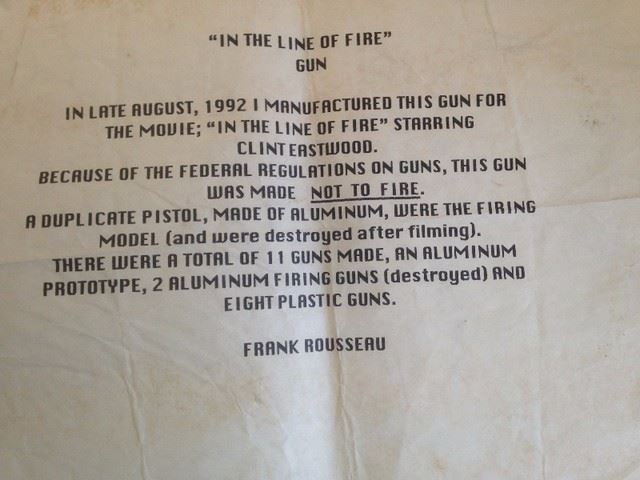 “IN THE LINE OF FIRE”
GUN
IN LATE AUGUST, 1992 I MANUFACTURED THIS GUN FOR
THE MOVIE; “IN THE LINE OF FIRE” STARRING
CLINT EASTWOOD.
BECAUSE OF THE FEDERAL REGULATIONS ON GUNS, THIS GUN
WAS MADE NOT TO FIRE.
A DUPLICATE PISTOL, MADE OF ALUMINUM, WERE THE FIRING
MODEL (and were destroyed after filming).
THERE WERE A TOTAL OF 11 GUNS MADE, AN ALUMINUM
PROTOTYPE, 2 ALUMINUM FIRING GUNS (destroyed) AND
EIGHT PLASTIC GUNS.
FRANK ROUSSEAU